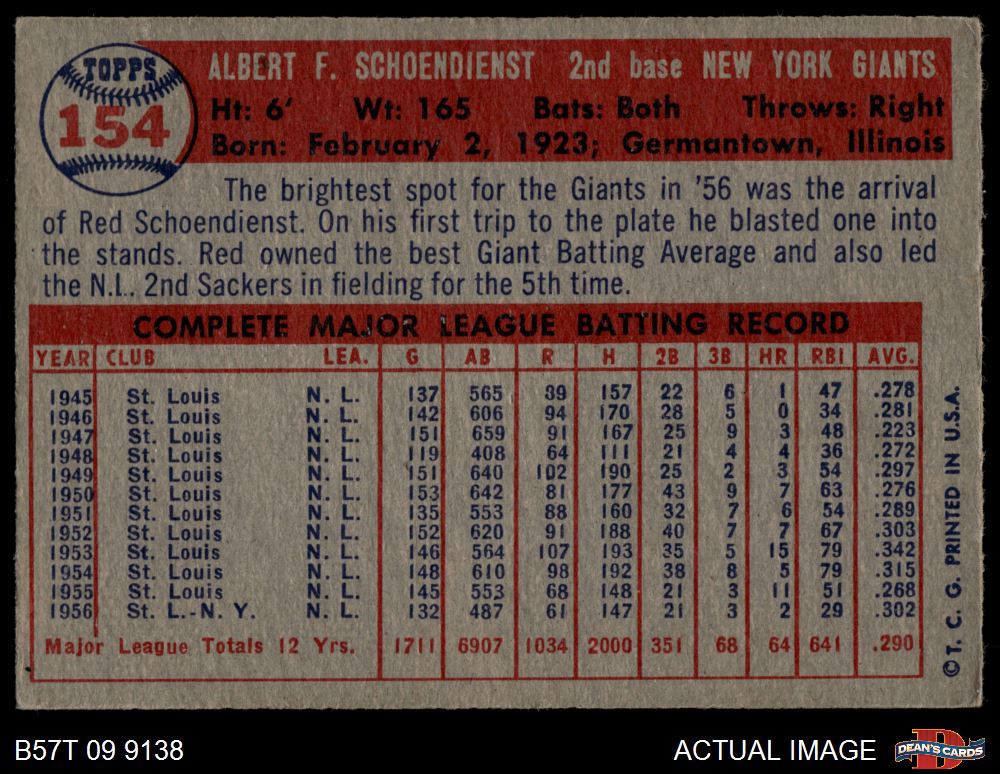 TOPPS
154
ALBERT F. SCHOENDIENST 2nd base NEW YORK GIANTS
Ht: 6' Wt: 165 Bats: Both Throws: Right
Born: February 2, 1923; Germantown, Illinois
The brightest spot for the Giants in '56 was the arrival
of Red Schoendienst. On his first trip to the plate he blasted one into
the stands. Red owned the best Giant Batting Average and also led
the N.L. 2nd Sackers in fielding for the 5th time.
COMPLETE MAJOR LEAGUE BATTING RECORD
YEAR CLUB LEA. G AB R H 2B 3B HR RBI AVG.
1945 St. Louis N. L. 137 565 89 157 22 6 1 47 .278
1946 St. Louis N. L. 142 606 94 170 28 5 0 34 .281
1947 St. Louis N. L. 151 659 91 167 25 9 3 48 .223
1948 St. Louis N. L. 119 408 64 111 21 4 4 36 .272
1949 St. Louis N. L. 151 640 102 190 25 2 3 54 .297
1950 St. Louis N. L. 153 642 81 177 43 9 7 63 .276
1951 St. Louis N. L. 135 553 88 160 32 7 6 54 .289
1952 St. Louis N. L. 152 620 91 188 40 7 7 67 .303
1953 St. Louis N. L. 146 564 107 193 35 5 15 79 .342
1954 St. Louis N. L. 148 610 98 192 38 8 5 79 .315
1955 St. Louis N. L. 145 553 68 148 21 3 11 51 .268
1956 St. L.-N. Y. N. L. 132 487 61 147 21 3 2 29 .302
Major League Totals 12 Yrs. 1711 6907 1034 2000 351 68 64 641 .290
©T. C. G. PRINTED IN U.S.A.
B57T 09 9138
ACTUAL IMAGE
DEAN'S CARDS